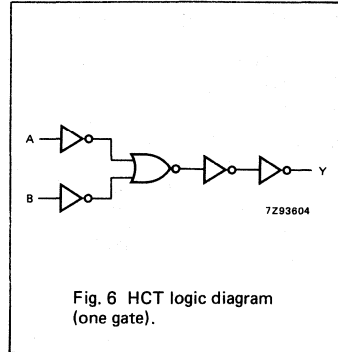 A
B
Y
7Z93604
Fig. 6 HCT logic diagram
(one gate).